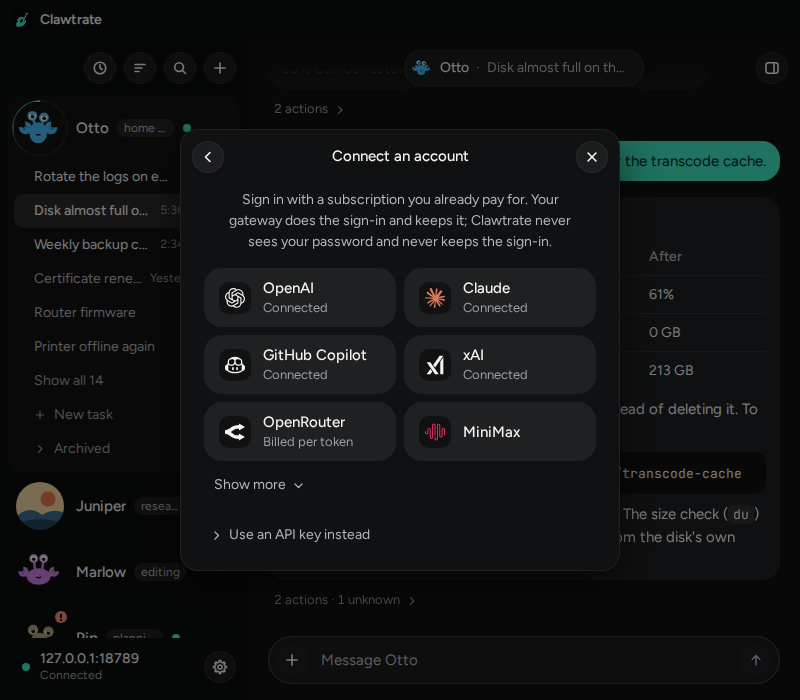 Clawtrate
Otto · Disk almost full on th...
Otto home ...
2 actions
Rotate the logs on e...
Disk almost full o... 5:36
Weekly backup c... 2:34
Certificate rene... Yeste
Router firmware
Printer offline again
Show all 14
New task
Archived
Juniper resea...
Marlow editing
Pip planni...
127.0.0.1:18789
Connected
Connect an account
Sign in with a subscription you already pay for. Your
gateway does the sign-in and keeps it; Clawtrate never
sees your password and never keeps the sign-in.
OpenAI
Connected
Claude
Connected
GitHub Copilot
Connected
xAI
Connected
OpenRouter
Billed per token
MiniMax
Show more
Use an API key instead
the transcode cache.
After
61%
0 GB
213 GB
ead of deleting it. To
/transcode-cache
The size check ( du )
om the disk's own
2 actions · 1 unknown
Message Otto